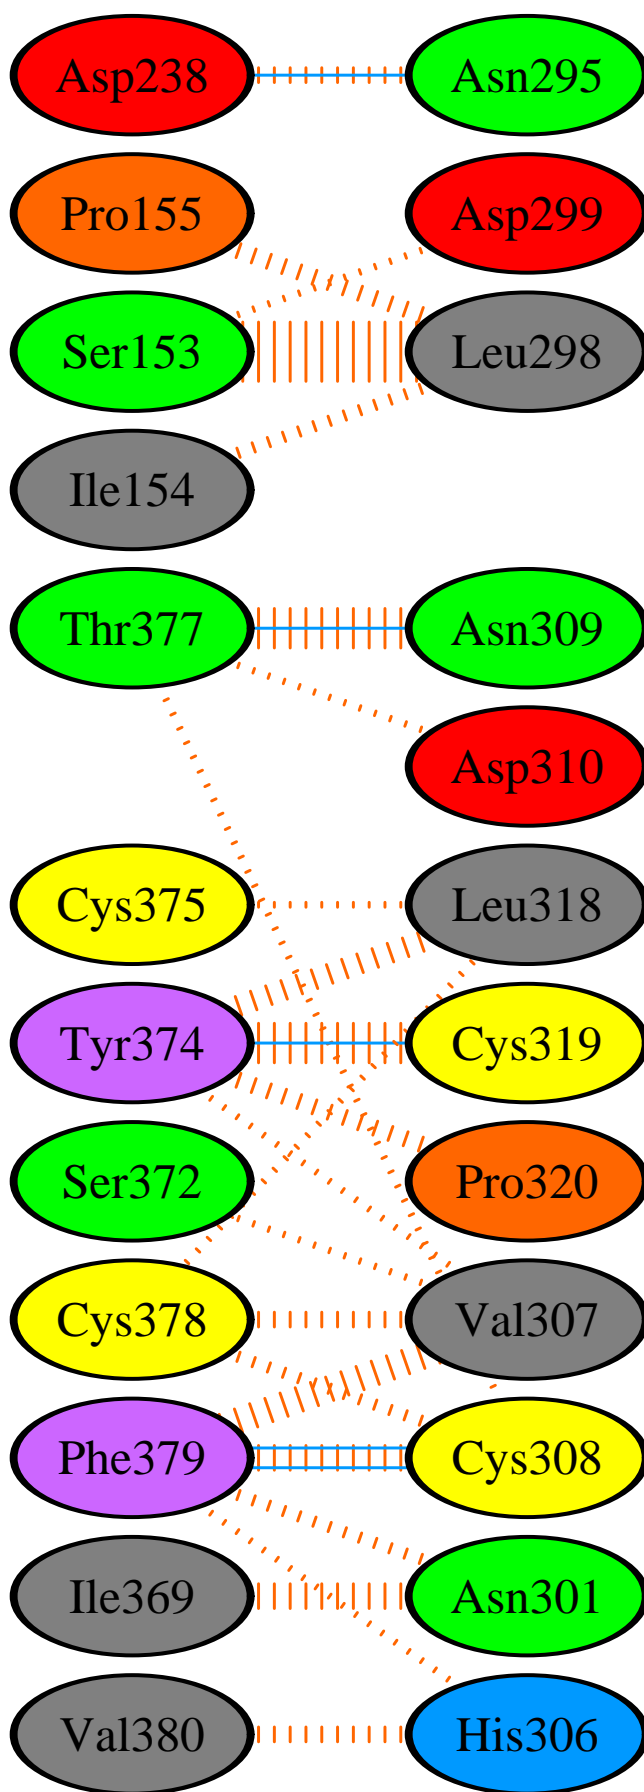 Asp238 Asn295
Pro155 Asp299
Ser153 Leu298
Ile154
Thr377 Asn309
Asp310
Cys375 Leu318
Tyr374 Cys319
Ser372 Pro320
Cys378 Val307
Phe379 Cys308
Ile369 Asn301
Val380 His306